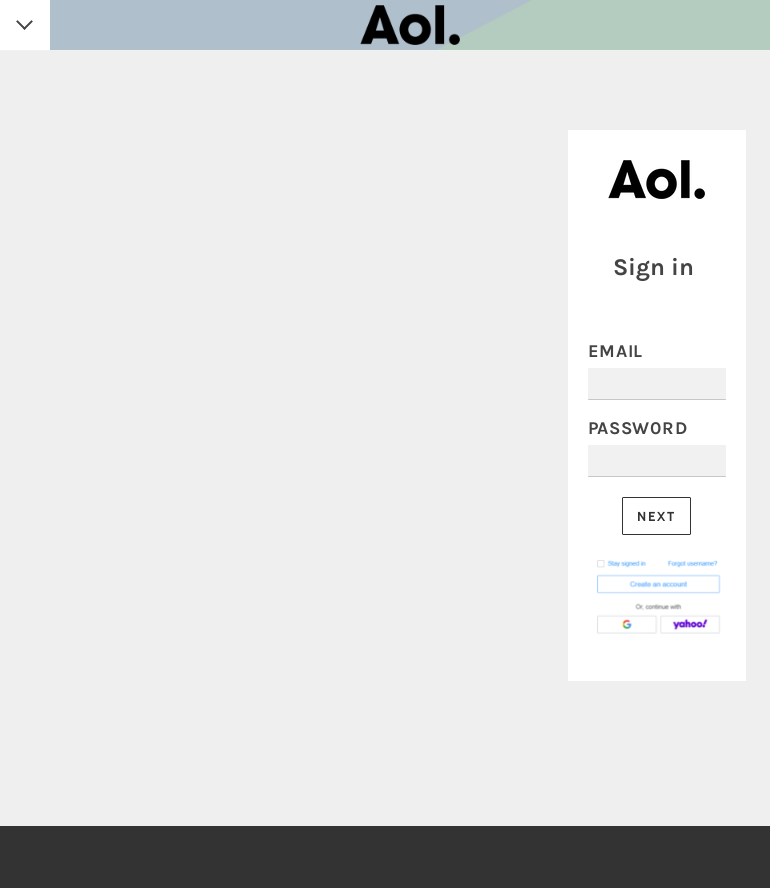 Aol.
Aol.
Sign in
EMAIL
PASSWORD
NEXT
Stay signed in Forgot username?
Create an account
Or, continue with
G yahoo!